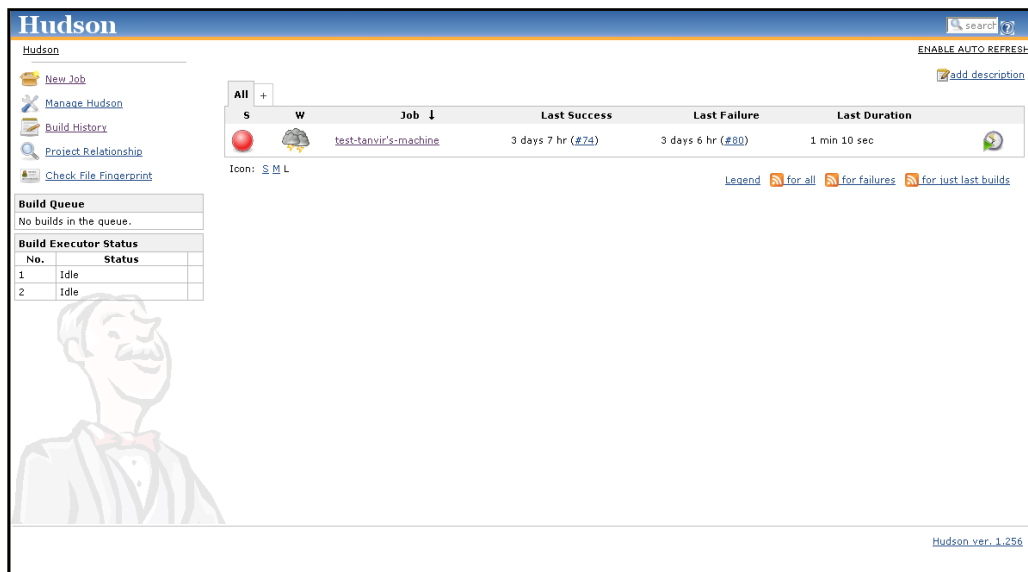 Hudson
search
Hudson
ENABLE AUTO REFRESH
New Job
Manage Hudson
Build History
Project Relationship
Check File Fingerprint
Build Queue
No builds in the queue.
Build Executor Status
No. Status
1 Idle
2 Idle
add description
All +
S W Job ↓ Last Success Last Failure Last Duration
test-tanvir's-machine 3 days 7 hr (#74) 3 days 6 hr (#80) 1 min 10 sec
Icon: S M L
Legend for all for failures for just last builds
Hudson ver. 1.256